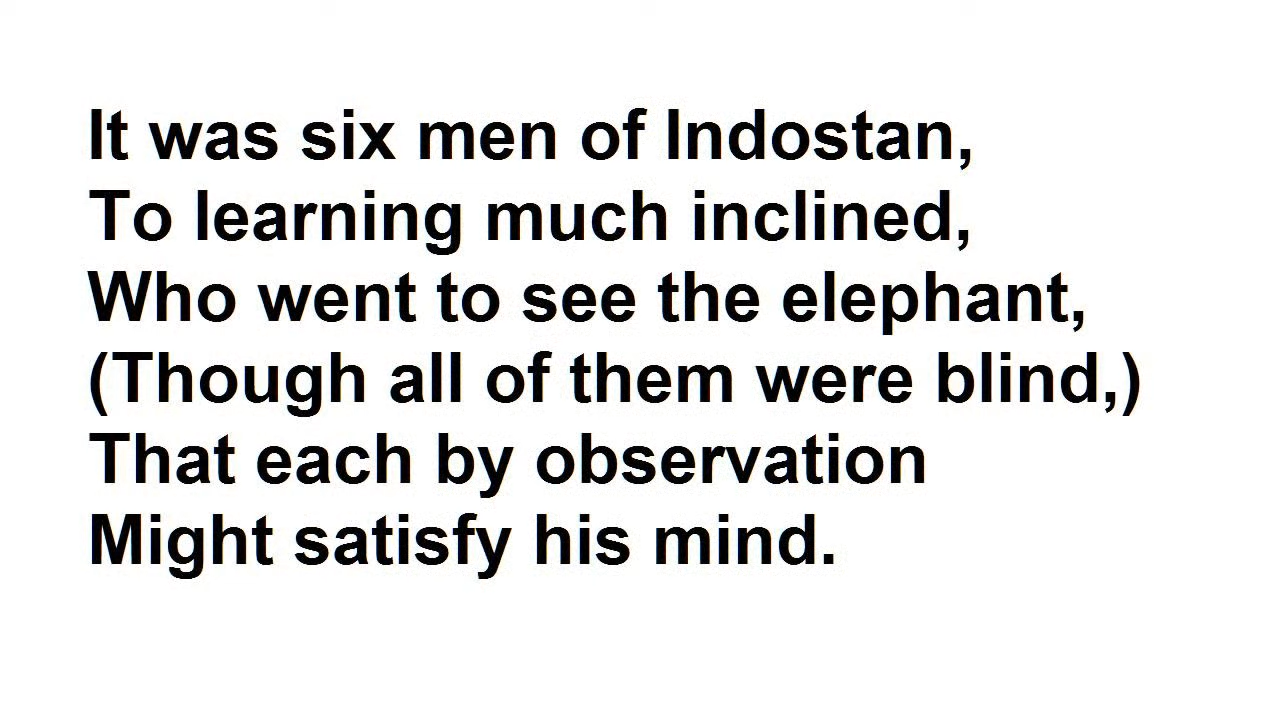 It was six men of Indostan,
To learning much inclined,
Who went to see the elephant,
(Though all of them were blind,)
That each by observation
Might satisfy his mind.